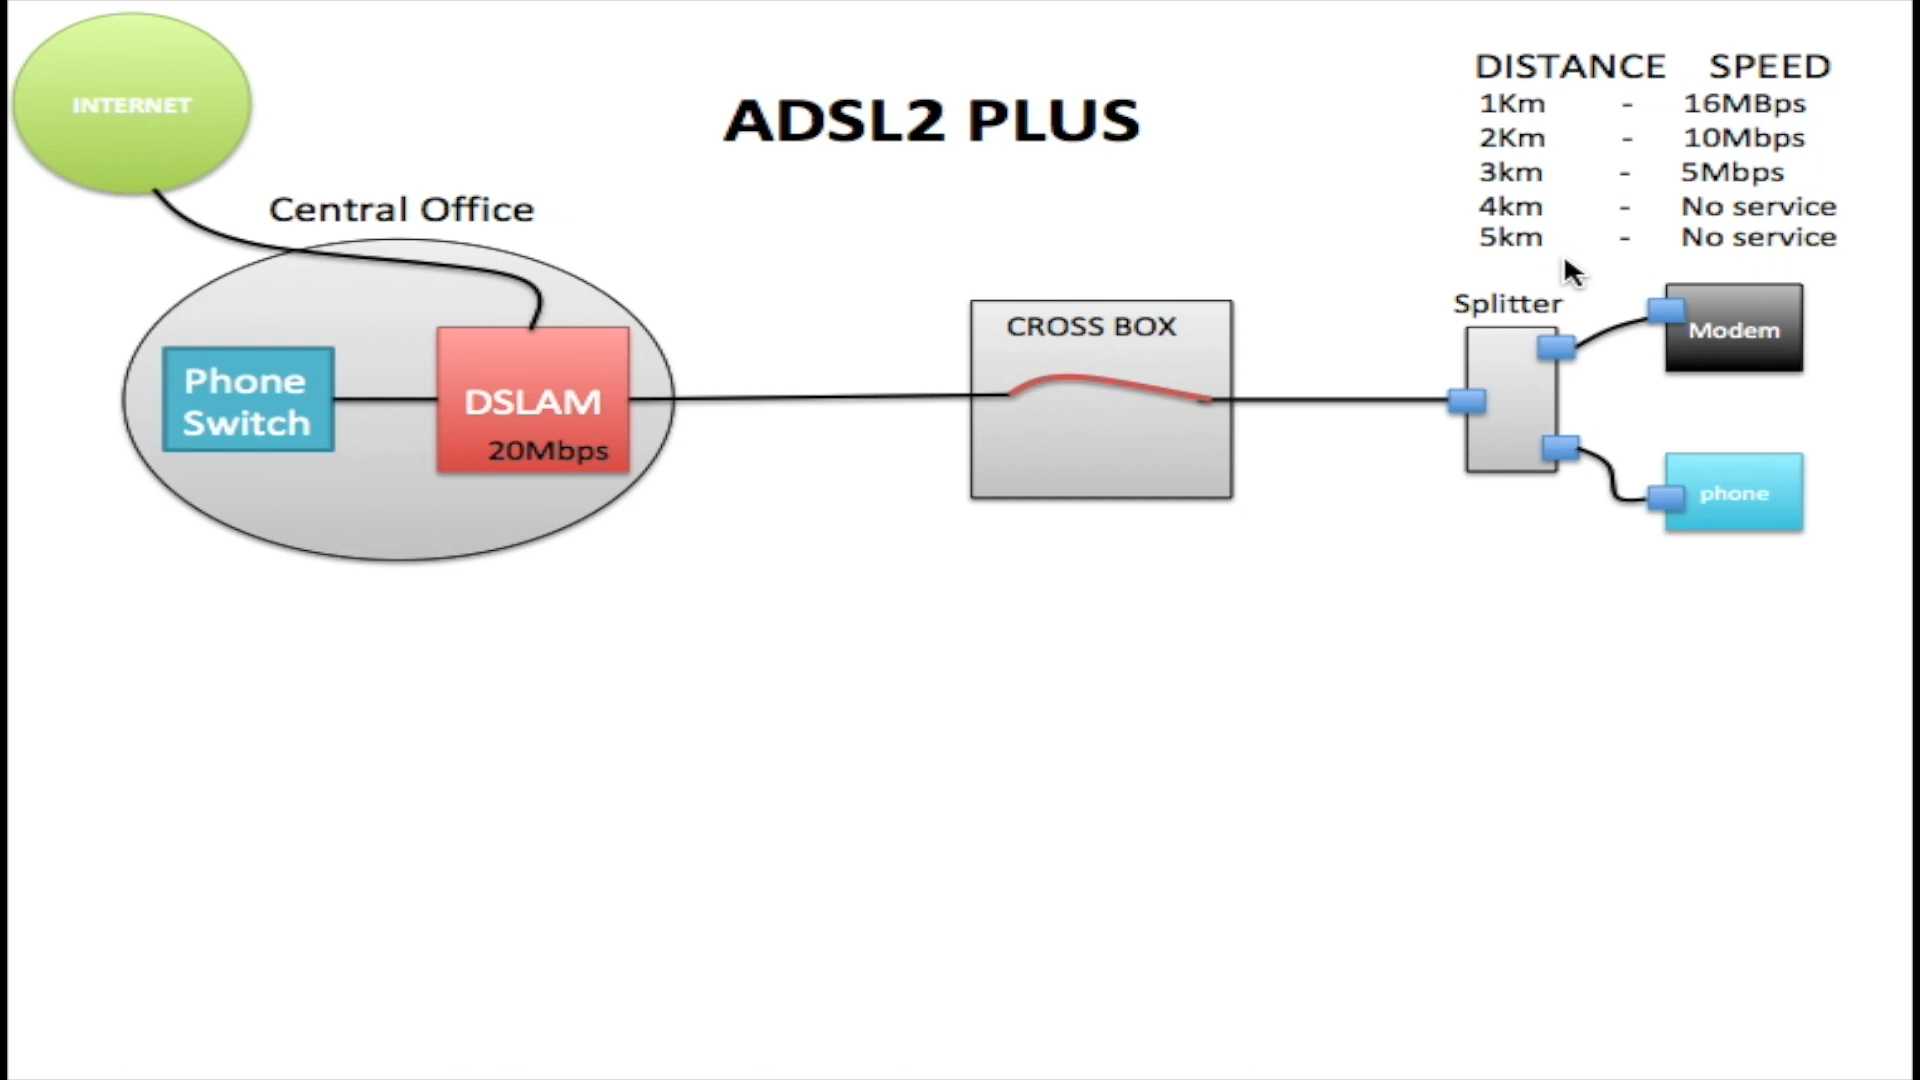 INTERNET
ADSL2 PLUS
DISTANCE SPEED
1Km - 16MBps
2Km - 10Mbps
3km - 5Mbps
4km - No service
5km - No service
Central Office
Phone
Switch
DSLAM
20Mbps
CROSS BOX
Splitter
Modem
phone